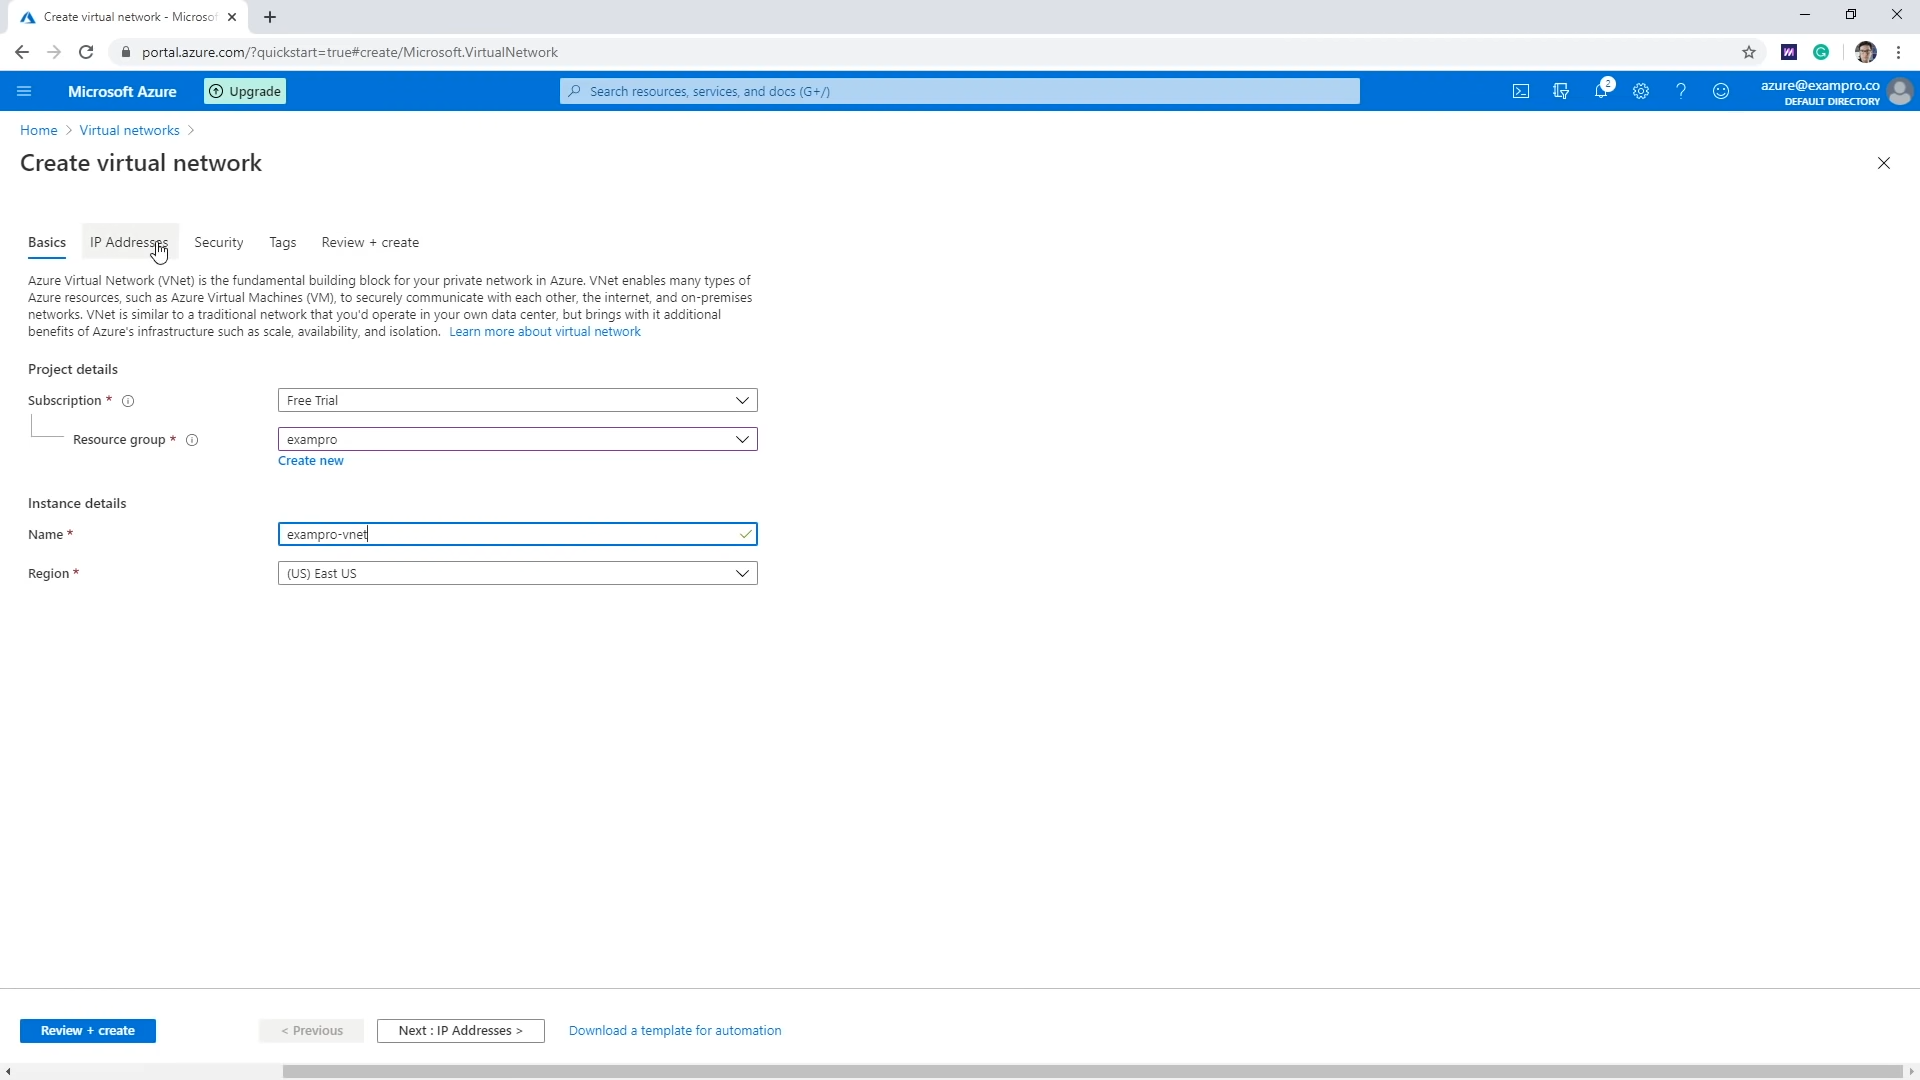 Create virtual network - Microsof
portal.azure.com/?quickstart=true#create/Microsoft.VirtualNetwork
Microsoft Azure
Upgrade
Search resources, services, and docs (G+/)
2
azure@exampro.co
DEFAULT DIRECTORY
Home > Virtual networks >
Create virtual network
Basics IP Addresses Security Tags Review + create
Azure Virtual Network (VNet) is the fundamental building block for your private network in Azure. VNet enables many types of
Azure resources, such as Azure Virtual Machines (VM), to securely communicate with each other, the internet, and on-premises
networks. VNet is similar to a traditional network that you'd operate in your own data center, but brings with it additional
benefits of Azure's infrastructure such as scale, availability, and isolation. Learn more about virtual network
Project details
Subscription * Free Trial
Resource group * exampro
Create new
Instance details
Name * exampro-vnet
Region * (US) East US
Review + create < Previous Next : IP Addresses > Download a template for automation